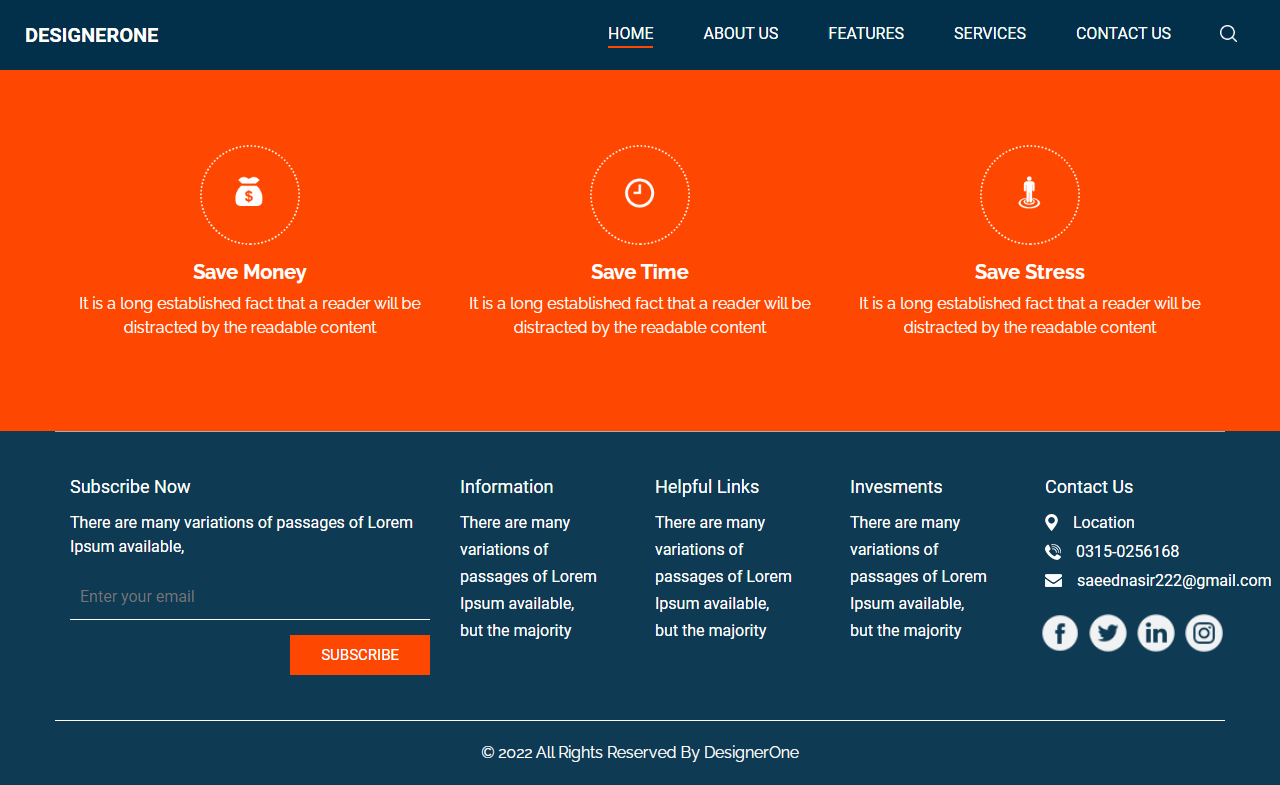 DESIGNERONE
HOME ABOUT US FEATURES SERVICES CONTACT US
$
Save Money
It is a long established fact that a reader will be
distracted by the readable content
Save Time
It is a long established fact that a reader will be
distracted by the readable content
Save Stress
It is a long established fact that a reader will be
distracted by the readable content
Subscribe Now
There are many variations of passages of Lorem
Ipsum available,
Enter your email
SUBSCRIBE
Information
There are many
variations of
passages of Lorem
Ipsum available,
but the majority
Helpful Links
There are many
variations of
passages of Lorem
Ipsum available,
but the majority
Invesments
There are many
variations of
passages of Lorem
Ipsum available,
but the majority
Contact Us
Location
0315-0256168
saeednasir222@gmail.com
© 2022 All Rights Reserved By DesignerOne